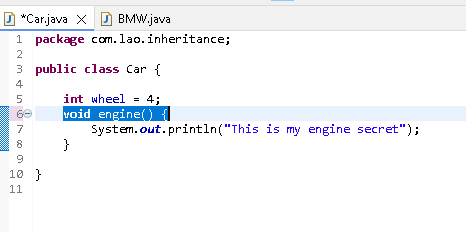 *Car.java
BMW.java
1 package com.lao.inheritance;
2
3 public class Car {
4
5 int wheel = 4;
6 void engine() {
7 System.out.println("This is my engine secret");
8 }
9
10 }
11